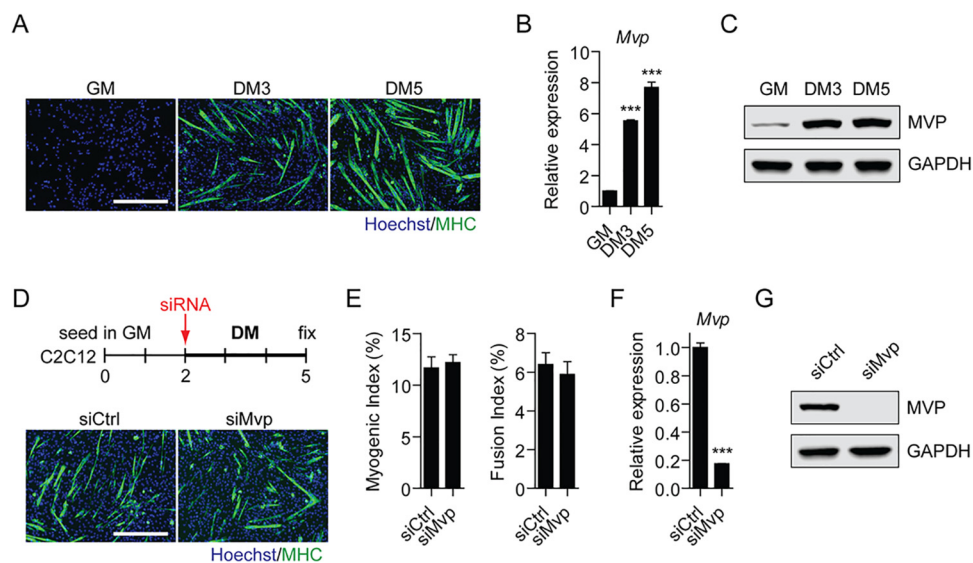 A
GM
DM3
DM5
Hoechst/MHC
B
Mvp
Relative expression
10
8
6
4
2
0
***
***
GM
DM3
DM5
C
GM DM3 DM5
MVP
GAPDH
D
siRNA
seed in GM DM fix
C2C12
0 2 5
siCtrl
siMvp
Hoechst/MHC
E
Myogenic Index (%)
15
10
5
0
siCtrl
siMvp
Fusion Index (%)
8
6
4
2
0
siCtrl
siMvp
F
Mvp
Relative expression
1.0
0.8
0.6
0.4
0.2
0
***
siCtrl
siMvp
G
siCtrl
siMvp
MVP
GAPDH